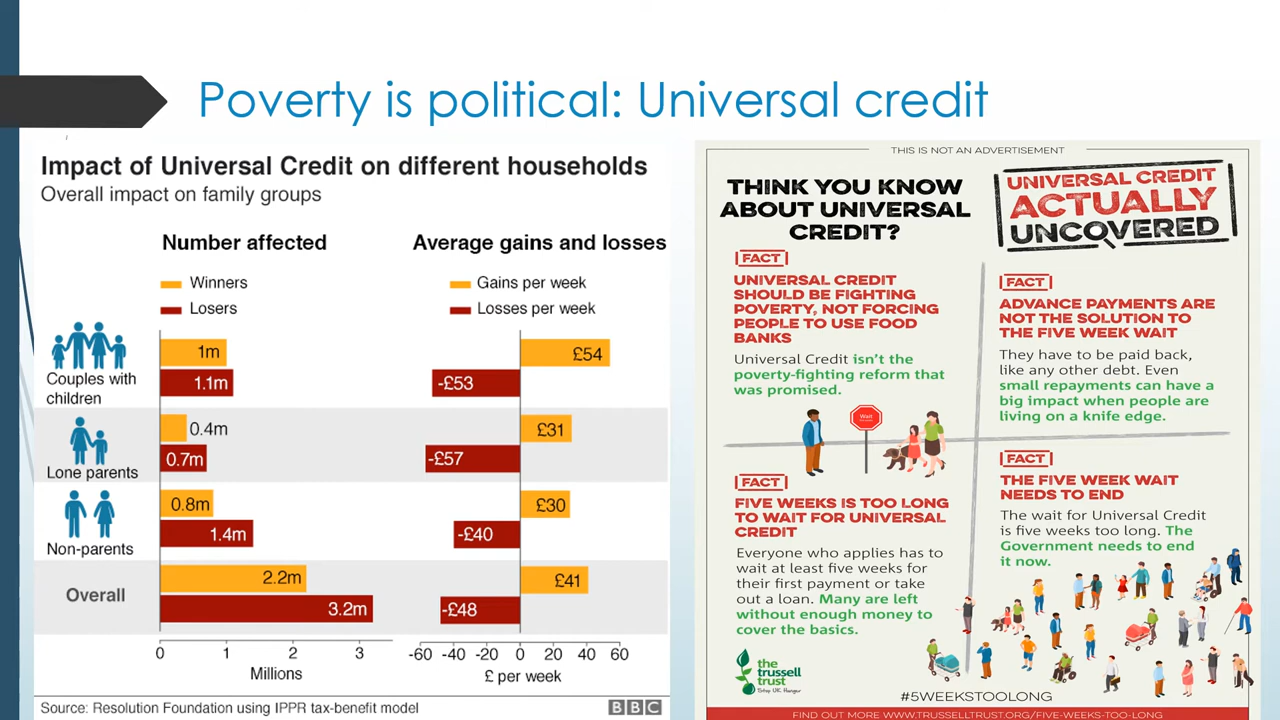 Poverty is political: Universal credit
Impact of Universal Credit on different households
Overall impact on family groups
Number affected
Winners
Losers
Average gains and losses
Gains per week
Losses per week
Couples with
children
1m
1.1m
£54
-£53
Lone parents
0.4m
0.7m
£31
-£57
Non-parents
0.8m
1.4m
£30
-£40
Overall
2.2m
3.2m
£41
-£48
0 1 2 3
Millions
-60 -40 -20 0 20 40 60
£ per week
Source: Resolution Foundation using IPPR tax-benefit model
BBC
THIS IS NOT AN ADVERTISEMENT
THINK YOU KNOW
ABOUT UNIVERSAL
CREDIT?
UNIVERSAL CREDIT
ACTUALLY
UNCOVERED
FACT
UNIVERSAL CREDIT
SHOULD BE FIGHTING
POVERTY, NOT FORCING
PEOPLE TO USE FOOD
BANKS
Universal Credit isn't the
poverty-fighting reform that
was promised.
Wait
FACT
ADVANCE PAYMENTS ARE
NOT THE SOLUTION TO
THE FIVE WEEK WAIT
They have to be paid back,
like any other debt. Even
small repayments can have a
big impact when people are
living on a knife edge.
FACT
FIVE WEEKS IS TOO LONG
TO WAIT FOR UNIVERSAL
CREDIT
Everyone who applies has to
wait at least five weeks for
their first payment or take
out a loan. Many are left
without enough money to
cover the basics.
FACT
THE FIVE WEEK WAIT
NEEDS TO END
The wait for Universal Credit
is five weeks too long. The
Government needs to end
it now.
the
trussell
trust
Stop UK Hunger
#5WEEKSTOOLONG
FIND OUT MORE WWW.TRUSSELLTRUST.ORG/FIVE-WEEKS-TOO-LONG